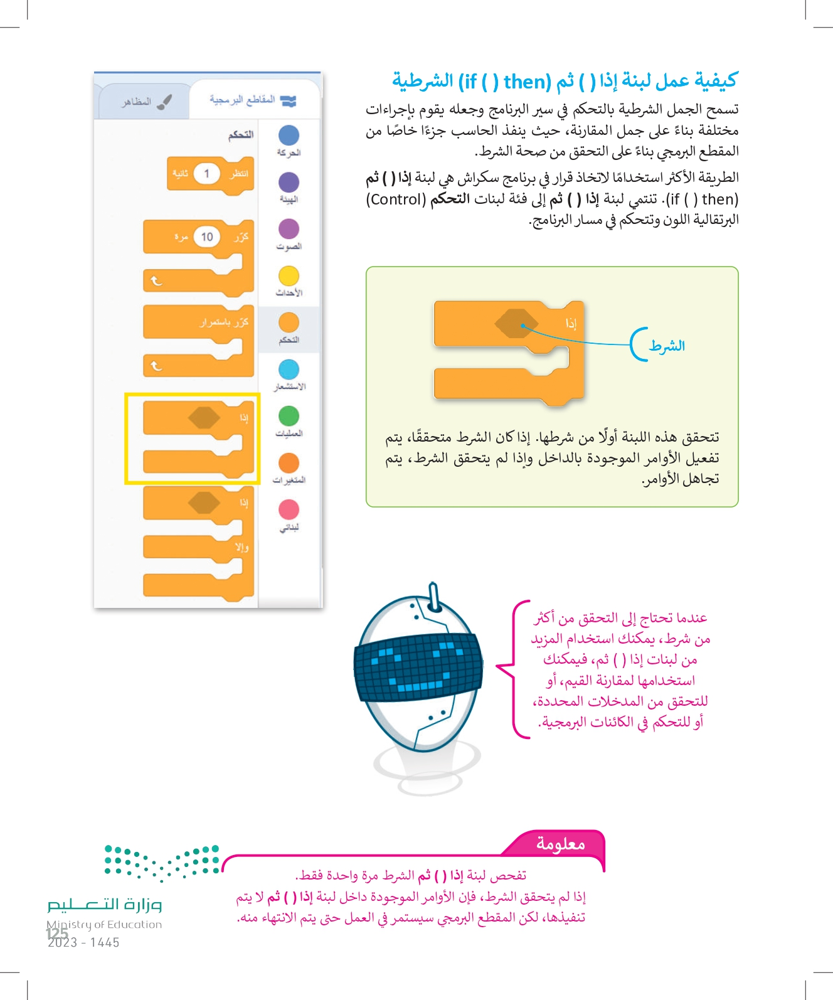 كيفية عمل لبنة إذا ( ) ثم (if ( ) then) الشرطية
تسمح الجمل الشرطية بالتحكم في سير البرنامج وجعله يقوم بإجراءات
مختلفة بناءً على جمل المقارنة، حيث ينفذ الحاسب جزءًا خاصًا من
المقطع البرمجي بناءً على التحقق من صحة الشرط.
الطريقة الأكثر استخدامًا لاتخاذ قرار في برنامج سكراش هي لبنة إذا ( ) ثم
(if ( ) then). تنتمي لبنة إذا ( ) ثم إلى فئة لبنات التحكم (Control)
البرتقالية اللون وتتحكم في مسار البرنامج.
المقاطع البرمجية
المظاهر
الحركة
الهيئة
الصوت
الأحداث
التحكم
الاستشعار
العمليات
المتغيرات
لبناتي
التحكم
انتظر 1 ثانية
كرّر 10 مرة
كرّر باستمرار
إذا
إذا
وإلا
إذا
الشرط
تتحقق هذه اللبنة أولًا من شرطها. إذا كان الشرط متحققًا، يتم
تفعيل الأوامر الموجودة بالداخل وإذا لم يتحقق الشرط، يتم
تجاهل الأوامر.
عندما تحتاج إلى التحقق من أكثر
من شرط، يمكنك استخدام المزيد
من لبنات إذا ( ) ثم، فيمكنك
استخدامها لمقارنة القيم، أو
للتحقق من المدخلات المحددة،
أو للتحكم في الكائنات البرمجية.
معلومة
تفحص لبنة إذا ( ) ثم الشرط مرة واحدة فقط.
إذا لم يتحقق الشرط، فإن الأوامر الموجودة داخل لبنة إذا ( ) ثم لا يتم
تنفيذها، لكن المقطع البرمجي سيستمر في العمل حتى يتم الانتهاء منه.
وزارة التعليم
Ministry of Education
125
2023 - 1445